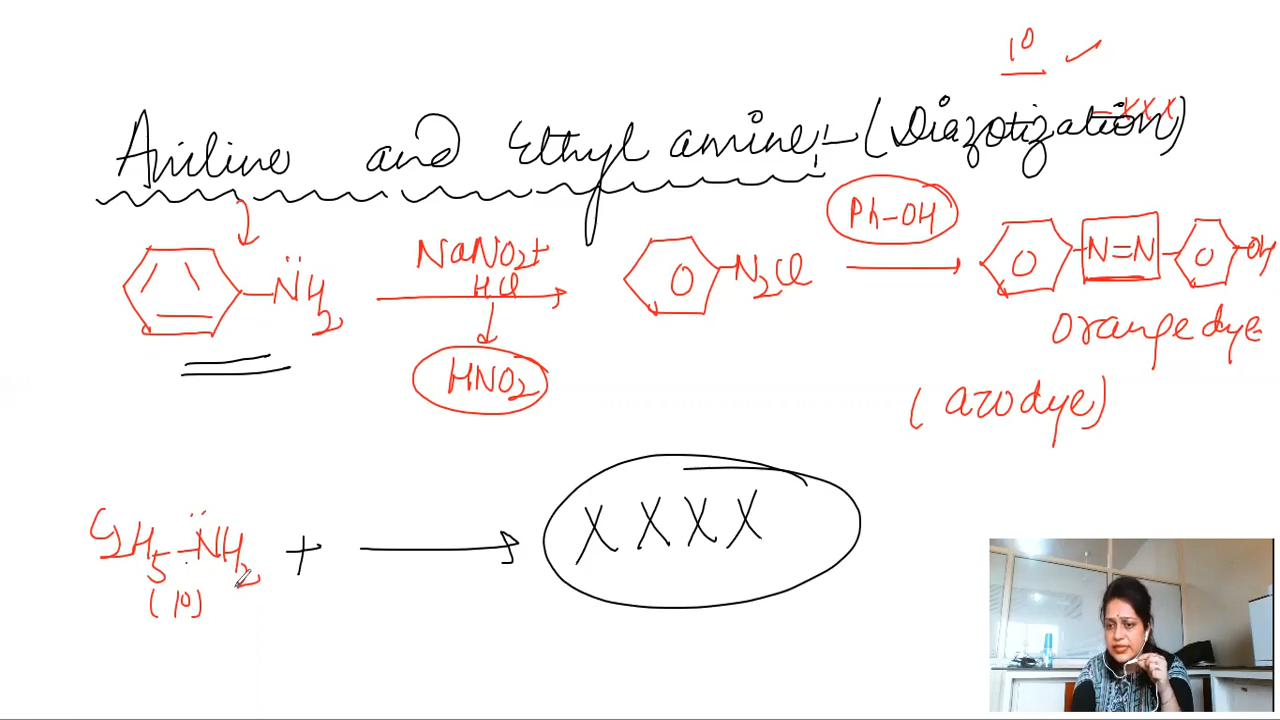 1°
Aniline and Ethyl amine:-(Diazotization)
= XXX
Ph-OH
NH2
NaNO2+
HCl
N2Cl
-N=N-
OH
HNO2
orange dye
(azodye)
C2H5-NH2 +
XXXX
(1°)